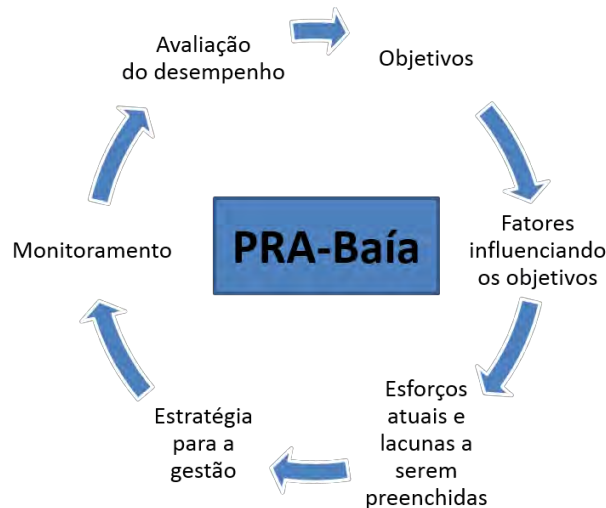 Avaliação
do desempenho
Objetivos
Fatores
influenciando
os objetivos
Esforços
atuais e
lacunas a
serem
preenchidas
Estratégia
para a
gestão
Monitoramento
PRA-Baía